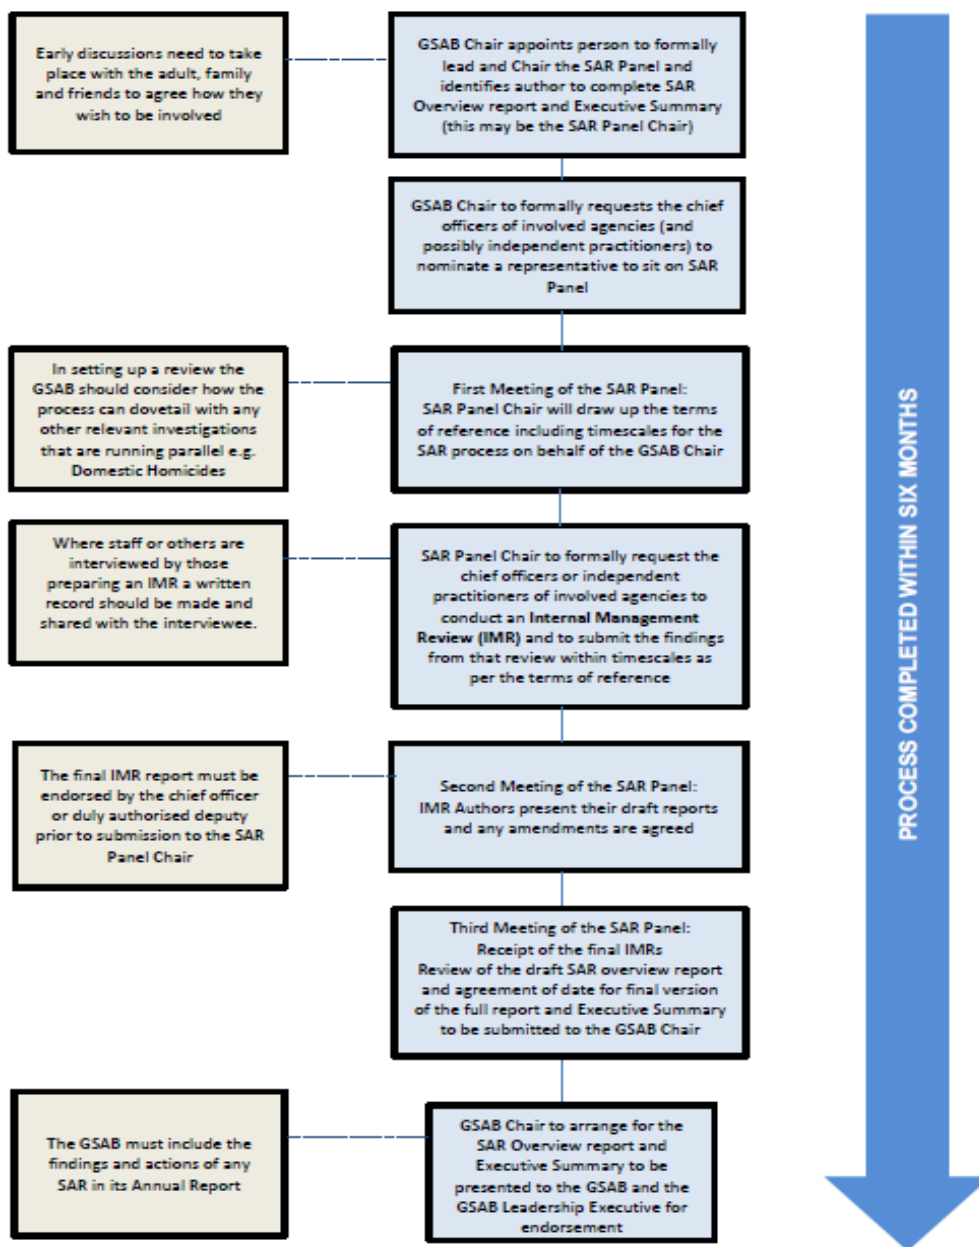 Early discussions need to take
place with the adult, family
and friends to agree how they
wish to be involved
GSAB Chair appoints person to formally
lead and Chair the SAR Panel and
identifies author to complete SAR
Overview report and Executive Summary
(this may be the SAR Panel Chair)
GSAB Chair to formally requests the chief
officers of involved agencies (and
possibly independent practitioners) to
nominate a representative to sit on SAR
Panel
In setting up a review the
GSAB should consider how the
process can dovetail with any
other relevant investigations
that are running parallel e.g.
Domestic Homicides
First Meeting of the SAR Panel:
SAR Panel Chair will draw up the terms
of reference including timescales for the
SAR process on behalf of the GSAB Chair
Where staff or others are
interviewed by those
preparing an IMR a written
record should be made and
shared with the interviewee.
SAR Panel Chair to formally request the
chief officers or independent
practitioners of involved agencies to
conduct an Internal Management
Review (IMR) and to submit the findings
from that review within timescales as
per the terms of reference
The final IMR report must be
endorsed by the chief officer
or duly authorised deputy
prior to submission to the SAR
Panel Chair
Second Meeting of the SAR Panel:
IMR Authors present their draft reports
and any amendments are agreed
Third Meeting of the SAR Panel:
Receipt of the final IMRs
Review of the draft SAR overview report
and agreement of date for final version
of the full report and Executive Summary
to be submitted to the GSAB Chair
The GSAB must include the
findings and actions of any
SAR in its Annual Report
GSAB Chair to arrange for the
SAR Overview report and
Executive Summary to be
presented to the GSAB and the
GSAB Leadership Executive for
endorsement
PROCESS COMPLETED WITHIN SIX MONTHS